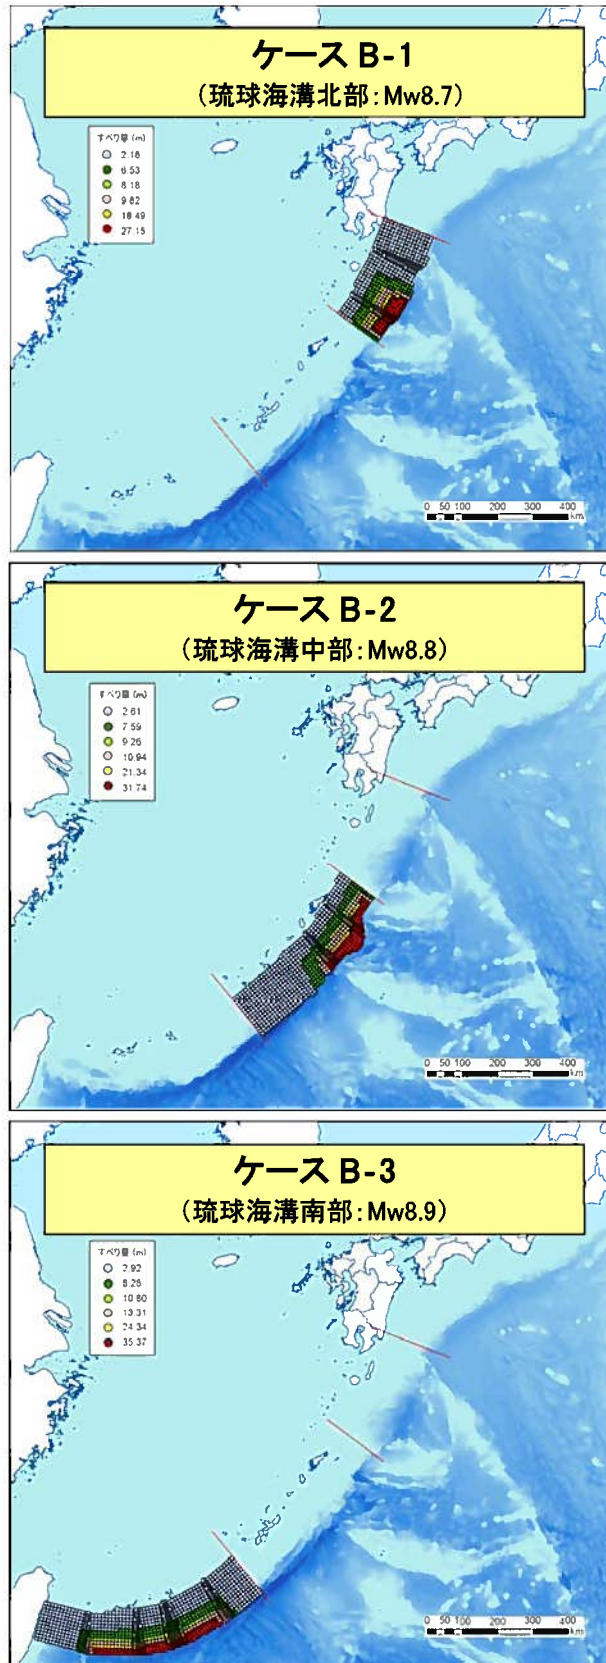 ケース B-1
(琉球海溝北部:Mw8.7)
すべり量 (m)
2.18
6.53
8.18
9.82
18.49
27.15
0 50 100 200 300 400
km
ケース B-2
(琉球海溝中部:Mw8.8)
すべり量 (m)
2.61
7.59
9.26
10.94
21.34
31.74
0 50 100 200 300 400
km
ケース B-3
(琉球海溝南部:Mw8.9)
すべり量 (m)
2.92
8.26
10.80
13.31
24.34
35.37
0 50 100 200 300 400
km